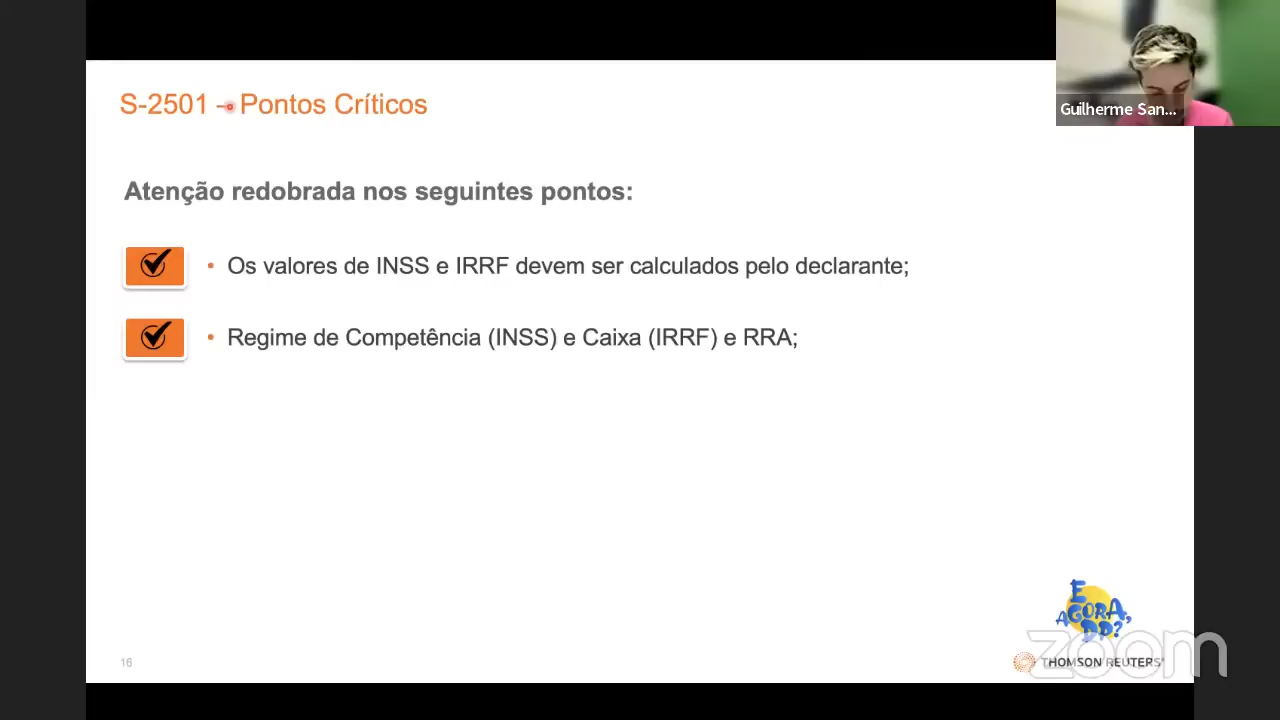 Guilherme San...
S-2501 – Pontos Críticos
Atenção redobrada nos seguintes pontos:
• Os valores de INSS e IRRF devem ser calculados pelo declarante;
• Regime de Competência (INSS) e Caixa (IRRF) e RRA;
E
AGORA,
DP?
zoom
16
THOMSON REUTERS